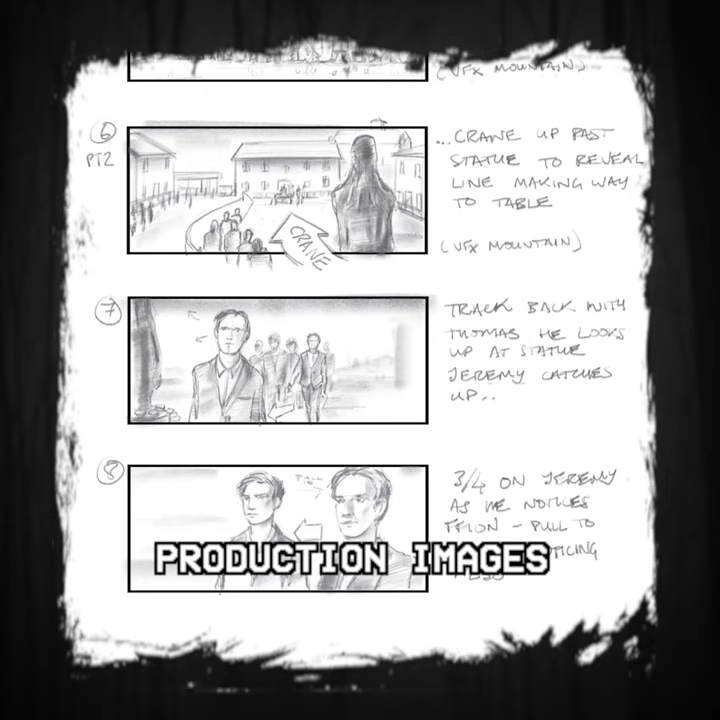 (VFX MOUNTAIN)
6
PT2
...CRANE UP PAST
STATUE TO REVEAL
LINE MAKING WAY
TO TABLE
(VFX MOUNTAIN)
CRANE
7
TRACK BACK WITH
THOMAS HE LOOKS
UP AT STATUE
JEREMY CATCHES
UP..
8
3/4 ON JEREMY
AS HE NOTICES
FFION - PULL TO
PRODUCTION IMAGES